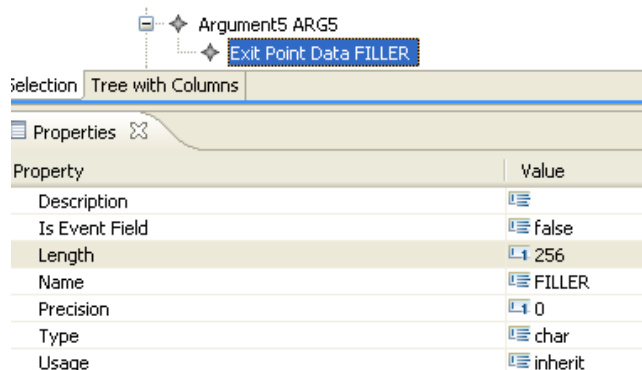 Argument5 ARG5
Exit Point Data FILLER
Selection Tree with Columns
Properties
Property Value
Description
Is Event Field false
Length 256
Name FILLER
Precision 0
Type char
Usage inherit